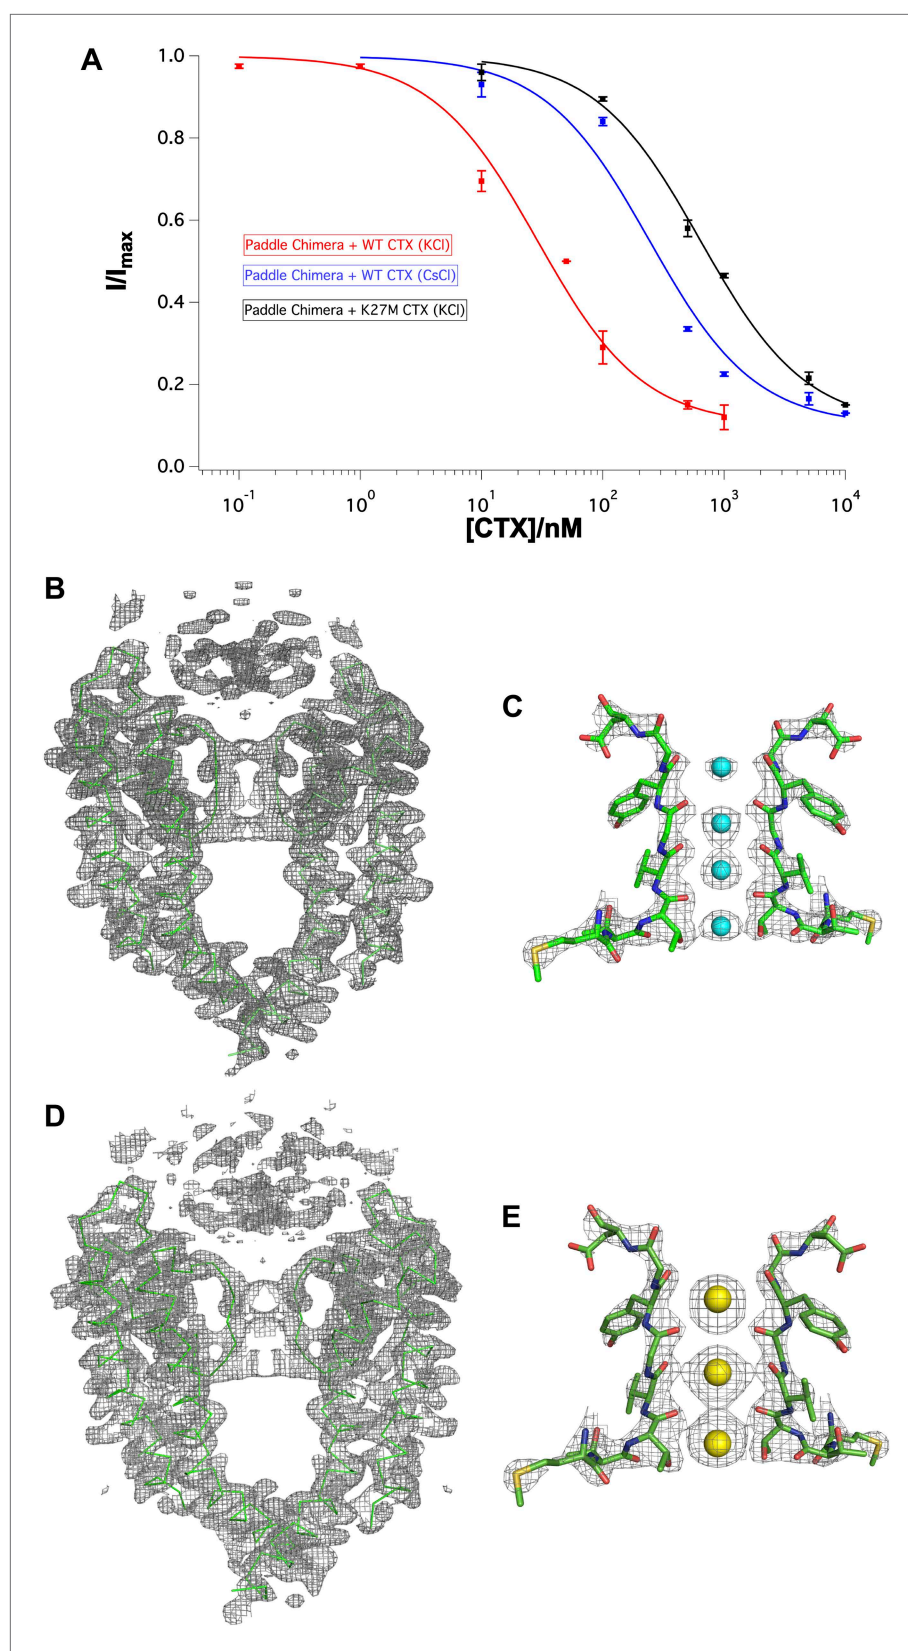 A
1.0
0.8
0.6
0.4
0.2
0.0
I/Imax
Paddle Chimera + WT CTX (KCl)
Paddle Chimera + WT CTX (CsCl)
Paddle Chimera + K27M CTX (KCl)
10-1 100 101 102 103 104
[CTX]/nM
B
C
D
E